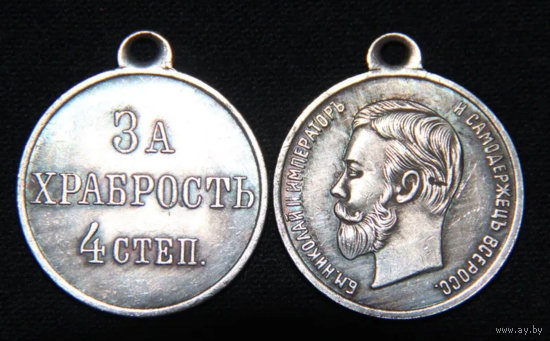 ЗА
ХРАБРОСТЬ
4 СТЕП.
Б.М. НИКОЛАЙ II ИМПЕРАТОРЪ И САМОДЕРЖЕЦЪ ВСЕРОСС.
www.ay.by